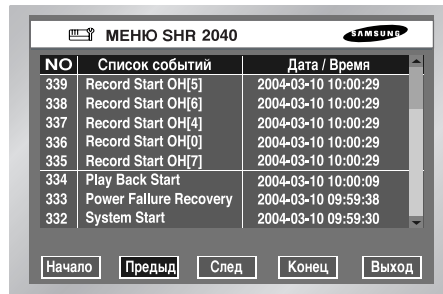 МЕНЮ SHR 2040 SAMSUNG
NO Список событий Дата / Время
339 Record Start OH[5] 2004-03-10 10:00:29
338 Record Start OH[6] 2004-03-10 10:00:29
337 Record Start OH[4] 2004-03-10 10:00:29
336 Record Start OH[0] 2004-03-10 10:00:29
335 Record Start OH[7] 2004-03-10 10:00:29
334 Play Back Start 2004-03-10 10:00:09
333 Power Failure Recovery 2004-03-10 09:59:38
332 System Start 2004-03-10 09:59:30
Начало Предыд След Конец Выход